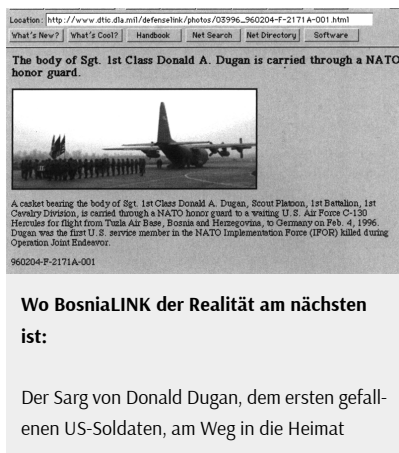 Location: http://www.dtic.dla.mil/defenselink/photos/03996_960204-F-2171A-001.html
What's New? What's Cool? Handbook Net Search Net Directory Software
The body of Sgt. 1st Class Donald A. Dugan is carried through a NATO
honor guard.
A casket bearing the body of Sgt. 1st Class Donald A. Dugan, Scout Platoon, 1st Battalion, 1st
Cavalry Division, is carried through a NATO honor guard to a waiting U.S. Air Force C-130
Hercules for flight from Tuzla Air Base, Bosnia and Herzegovina, to Germany on Feb. 4, 1996.
Dugan was the first U.S. service member in the NATO Implementation Force (IFOR) killed during
Operation Joint Endeavor.
960204-F-2171A-001
Wo BosniaLINK der Realität am nächsten
ist:
Der Sarg von Donald Dugan, dem ersten gefall-
enen US-Soldaten, am Weg in die Heimat